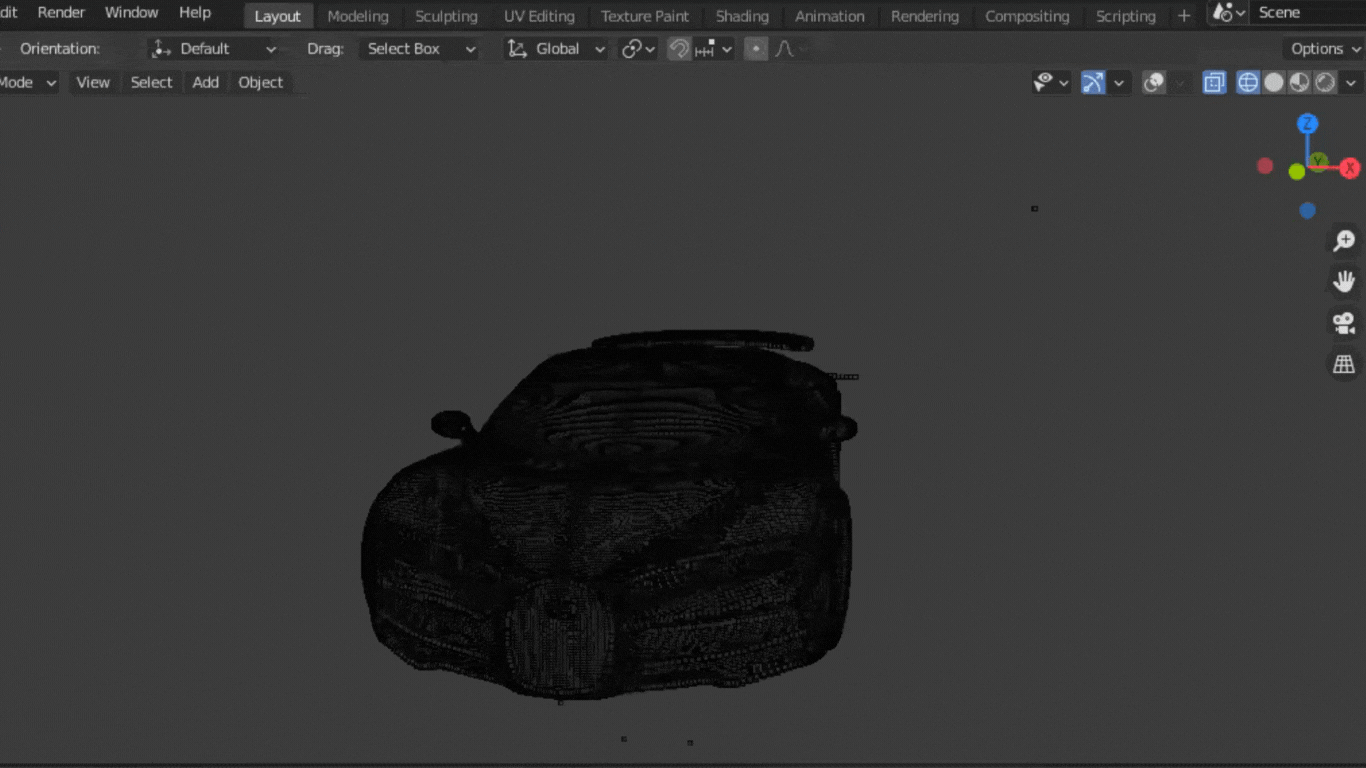 dit Render Window Help Layout Modeling Sculpting UV Editing Texture Paint Shading Animation Rendering Compositing Scripting + Scene
Orientation: Default Drag: Select Box Global Options
Mode View Select Add Object
Z
Y X